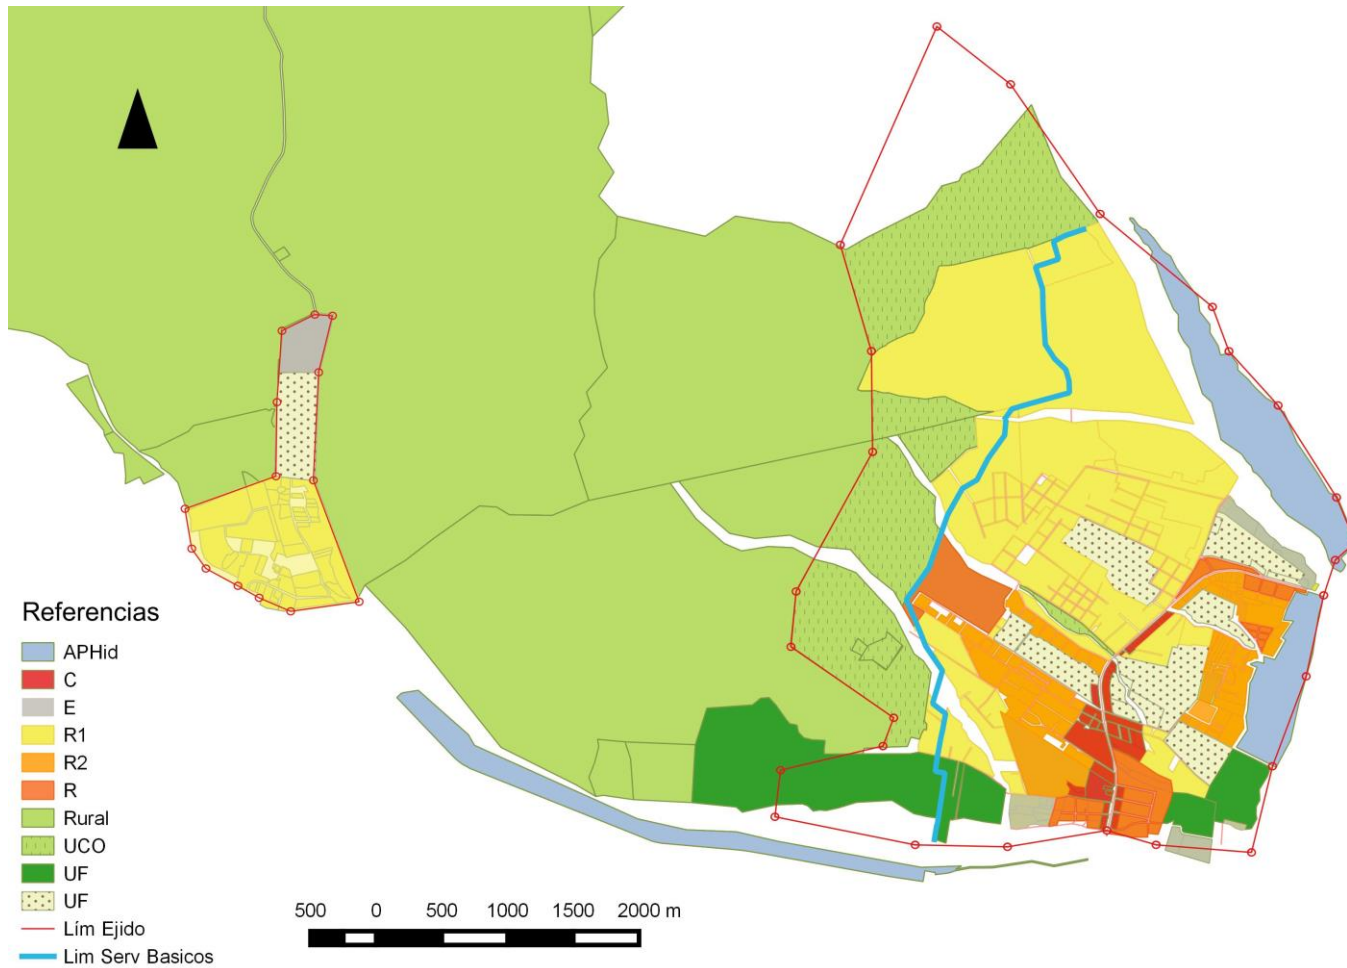 Referencias
APHid
C
E
R1
R2
R
Rural
UCO
UF
UF
Lím Ejido
Lim Serv Basicos
500 0 500 1000 1500 2000 m